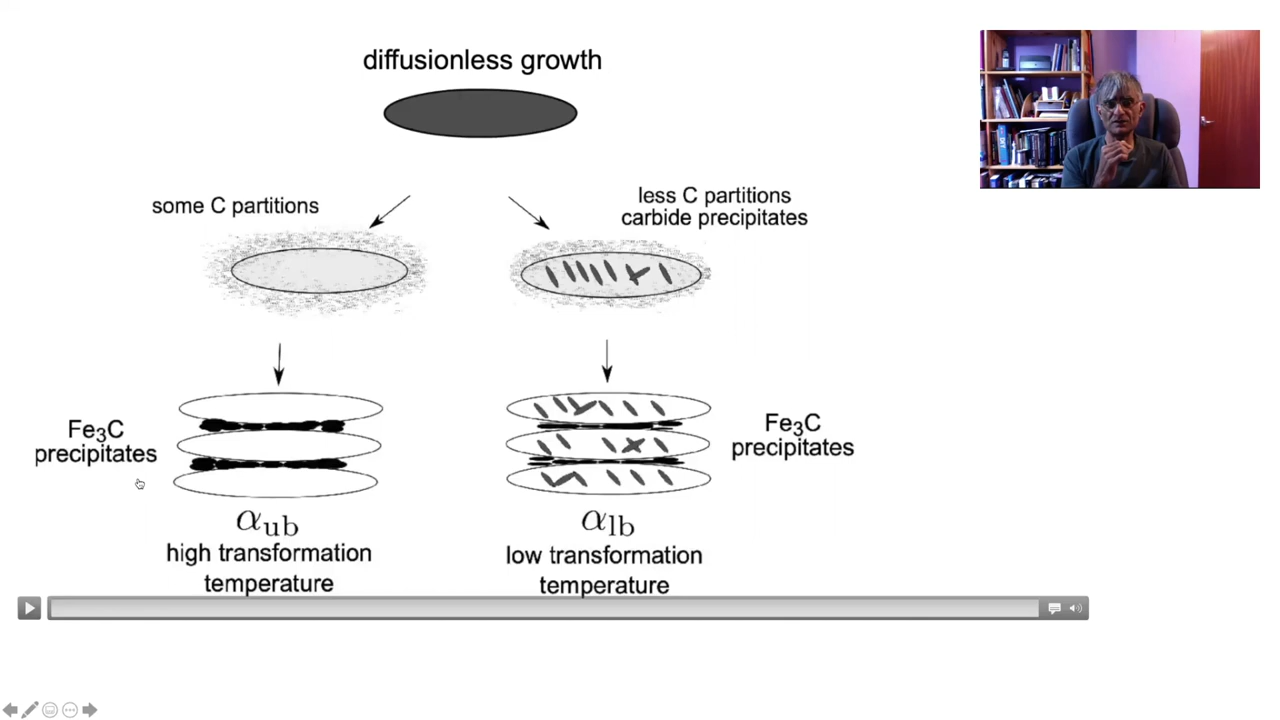 diffusionless growth
some C partitions
less C partitions
carbide precipitates
Fe₃C
precipitates
Fe₃C
precipitates
αub
high transformation
temperature
αlb
low transformation
temperature